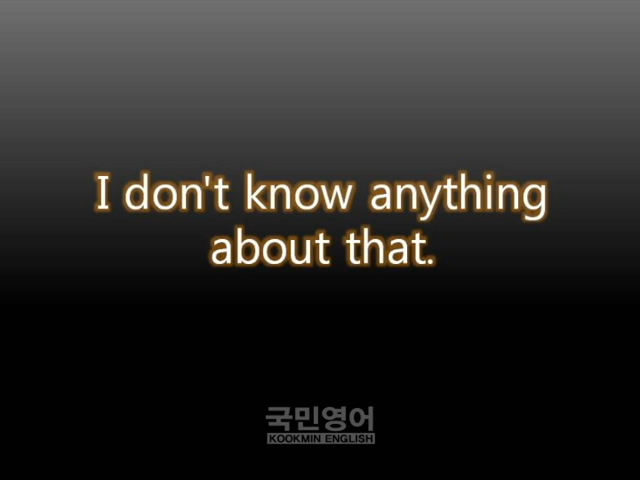 I don't know anything
about that.
국민영어
KOOKMIN ENGLISH